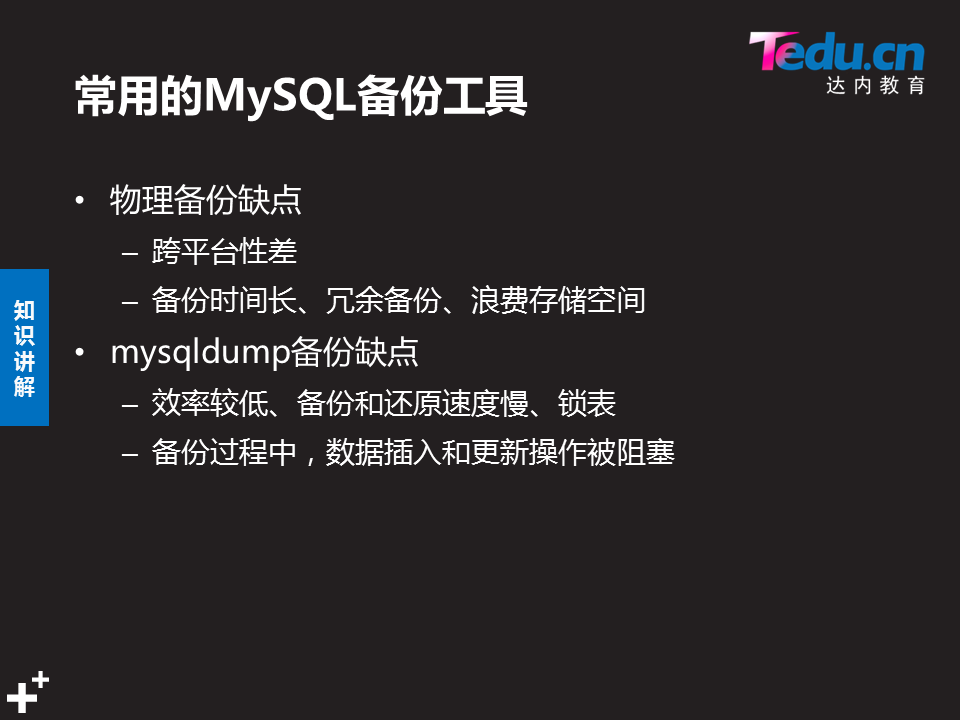 Tedu.cn
达内教育
常用的MySQL备份工具
• 物理备份缺点
– 跨平台性差
– 备份时间长、冗余备份、浪费存储空间
• mysqldump备份缺点
– 效率较低、备份和还原速度慢、锁表
– 备份过程中，数据插入和更新操作被阻塞
知识讲解